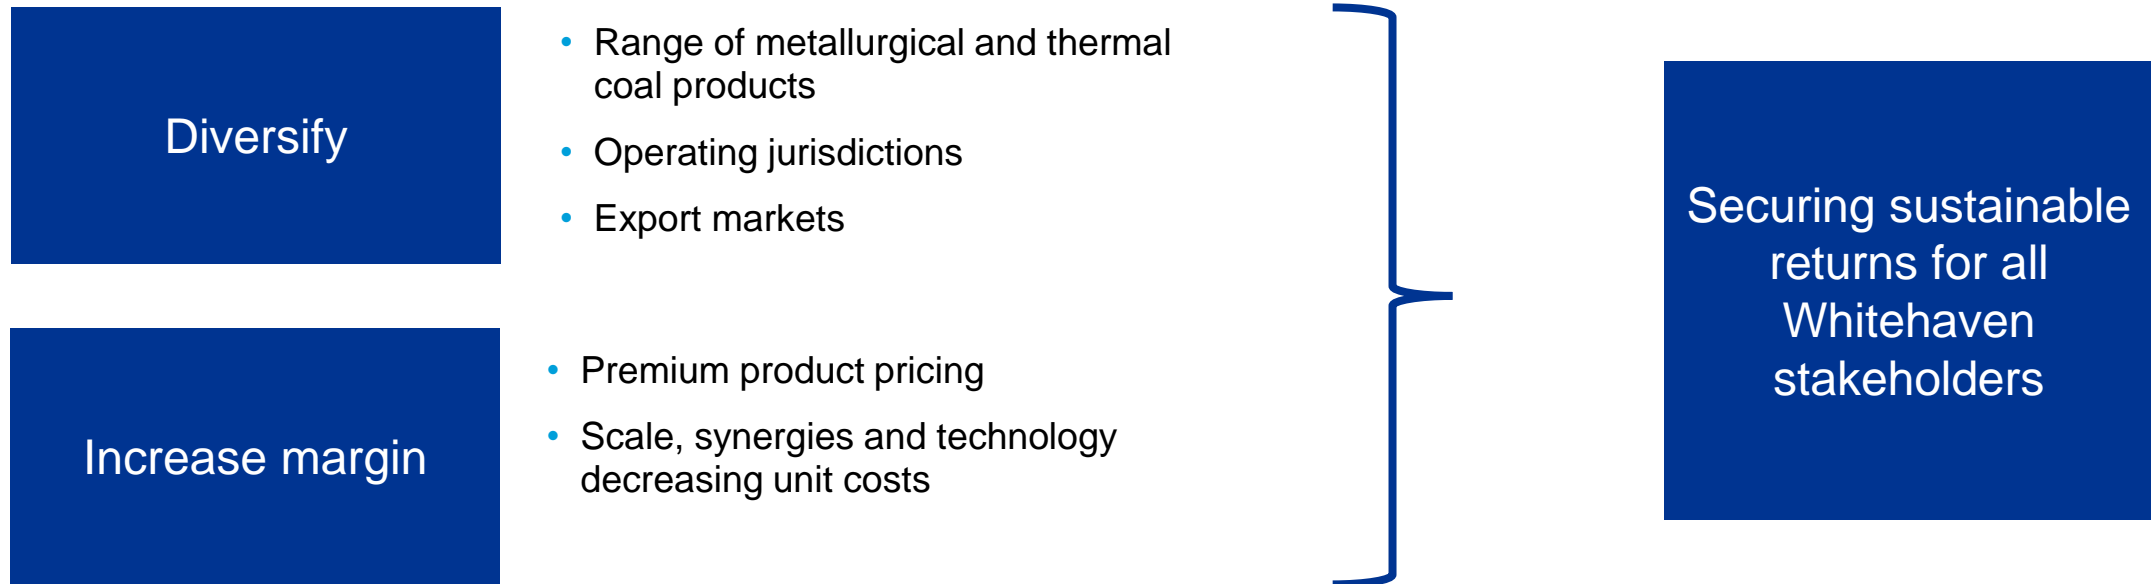 Diversify
• Range of metallurgical and thermal
coal products
• Operating jurisdictions
• Export markets
Increase margin
• Premium product pricing
• Scale, synergies and technology
decreasing unit costs
Securing sustainable
returns for all
Whitehaven
stakeholders